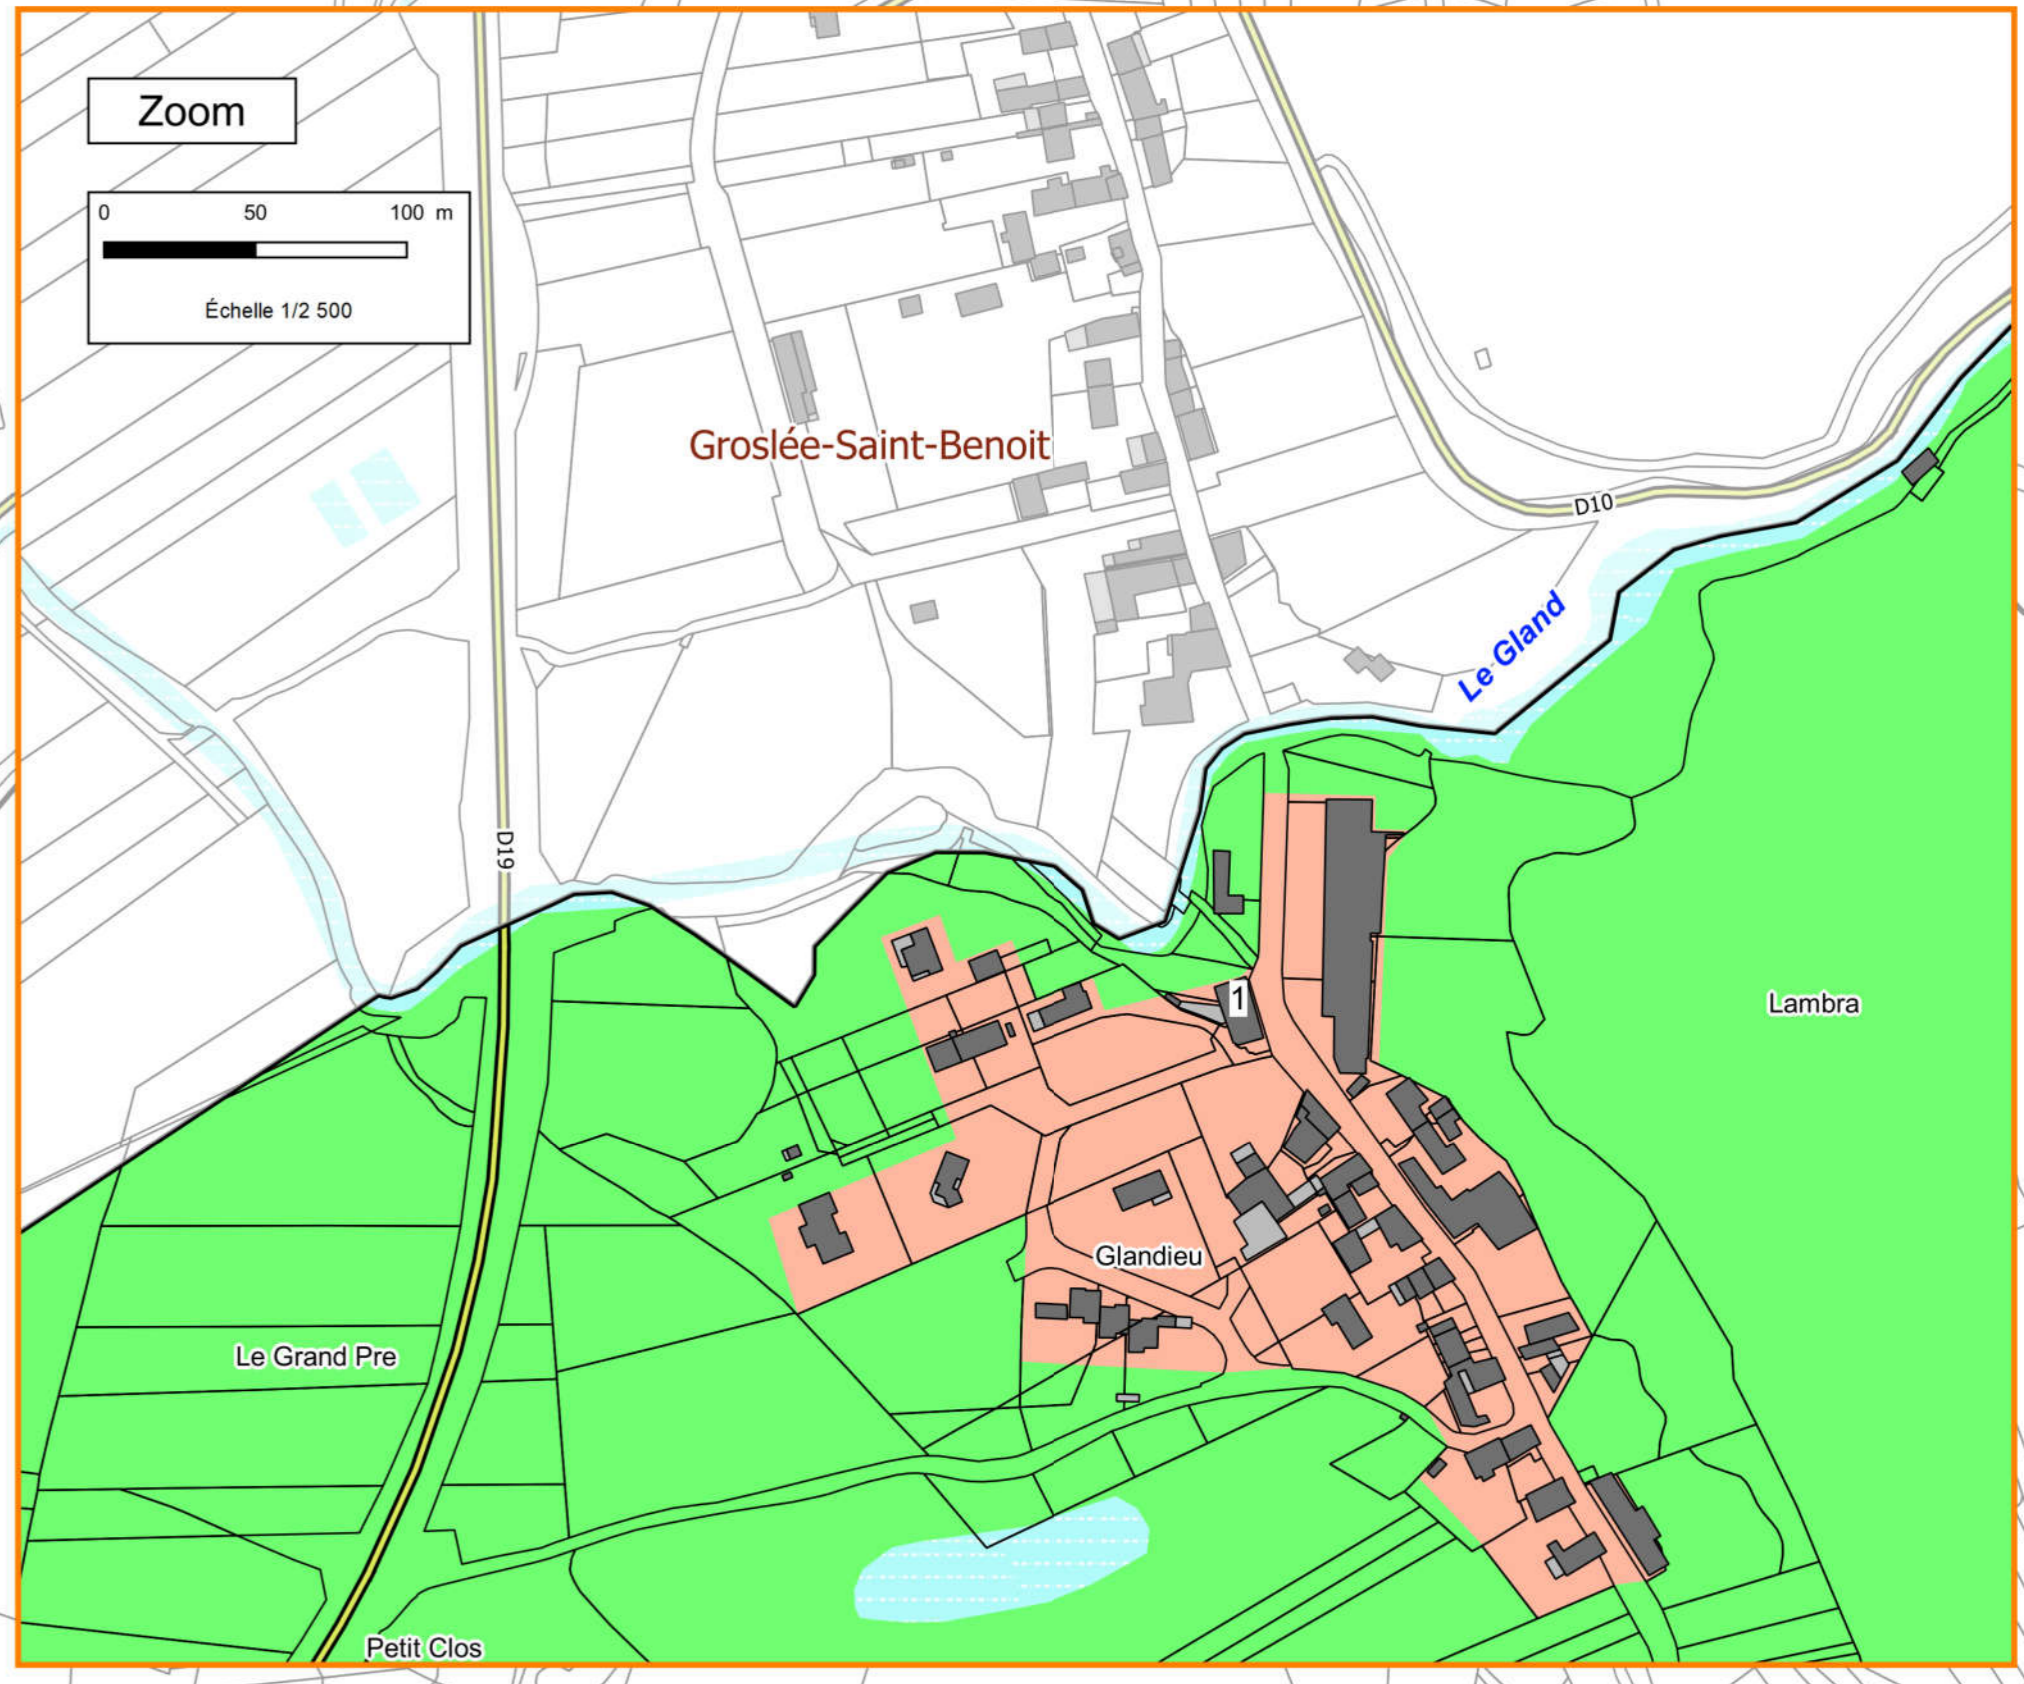 Zoom
0 50 100 m
Échelle 1/2 500
Groslée-Saint-Benoit
D10
Le Gland
D19
1
Lambra
Glandieu
Le Grand Pre
Petit Clos